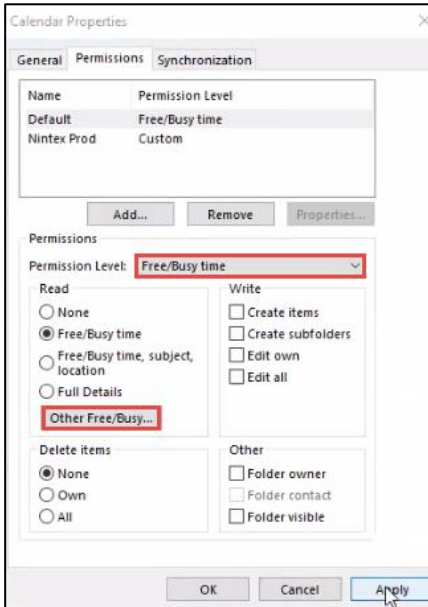 Calendar Properties
General Permissions Synchronization
Name Permission Level
Default Free/Busy time
Nintex Prod Custom
Add... Remove Properties...
Permissions
Permission Level: Free/Busy time
Read
None
Free/Busy time
Free/Busy time, subject,
location
Full Details
Other Free/Busy...
Write
Create items
Create subfolders
Edit own
Edit all
Delete items
None
Own
All
Other
Folder owner
Folder contact
Folder visible
OK Cancel Apply